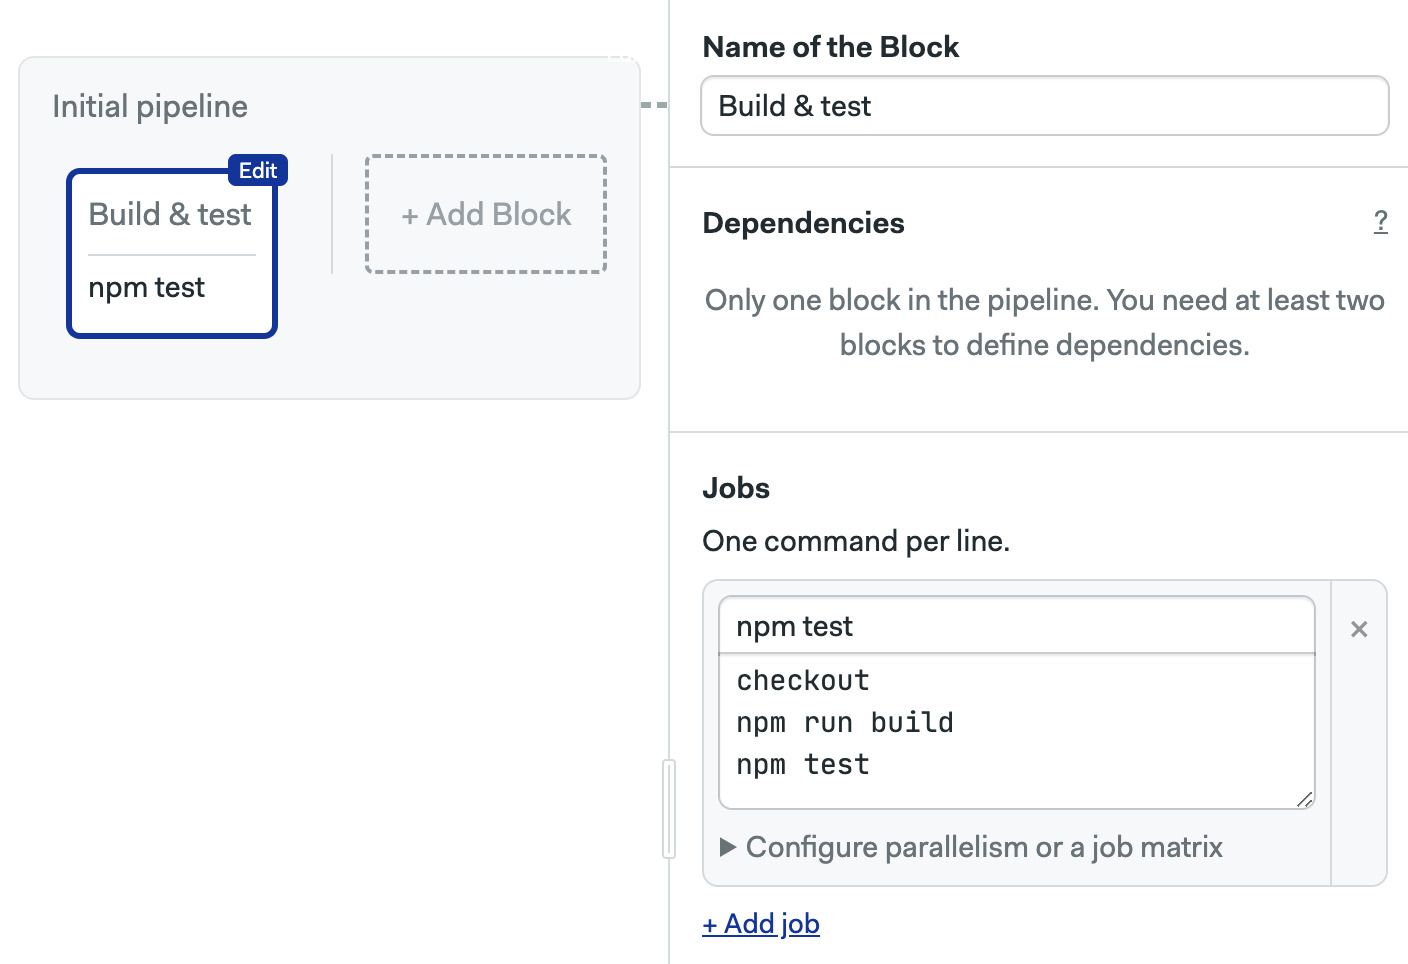 Initial pipeline
Edit
Build & test
npm test
+ Add Block
Name of the Block
Build & test
Dependencies
?
Only one block in the pipeline. You need at least two
blocks to define dependencies.
Jobs
One command per line.
npm test
checkout
npm run build
npm test
Configure parallelism or a job matrix
+ Add job